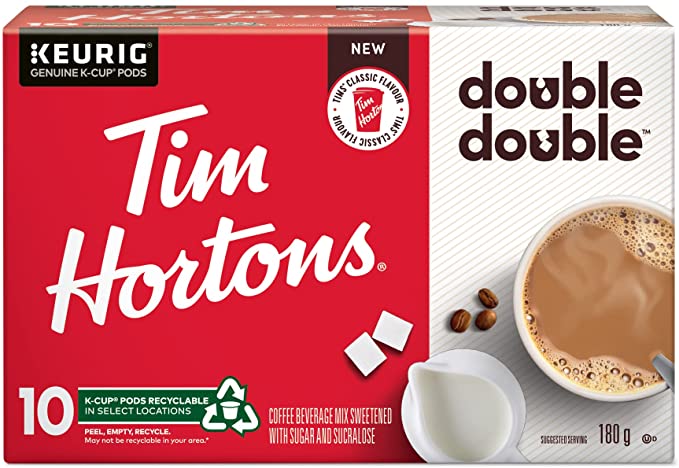 KEURIG
GENUINE K-CUP® PODS
NEW
TIMS' CLASSIC FLAVOUR
Tim Hortons
TIMS' CLASSIC FLAVOUR
double
double™
Tim
Hortons®
10
K-CUP® PODS RECYCLABLE
IN SELECT LOCATIONS
PEEL, EMPTY, RECYCLE.
May not be recyclable in your area.*
COFFEE BEVERAGE MIX SWEETENED
WITH SUGAR AND SUCRALOSE
SUGGESTED SERVING
180 g
U D